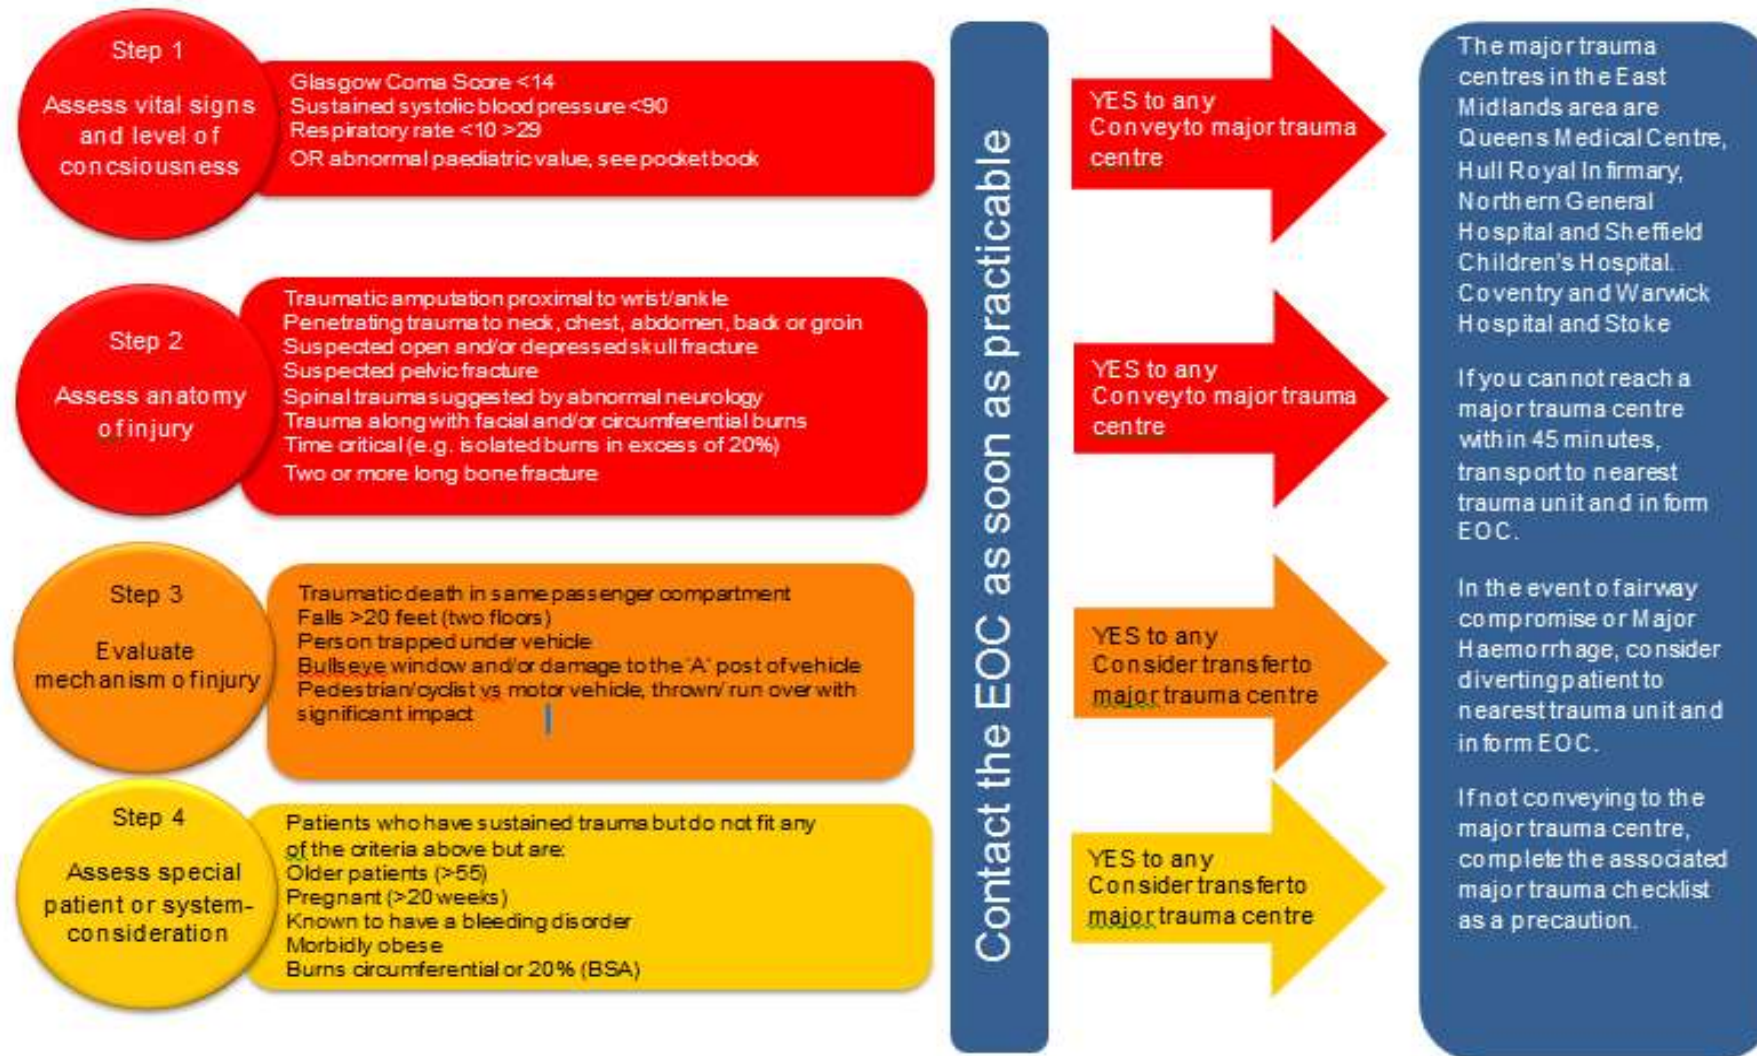 Step 1
Assess vital signs
and level of
concsiousness
Glasgow Coma Score <14
Sustained systolic blood pressure <90
Respiratory rate <10 >29
OR abnormal paediatric value, see pocket book
Step 2
Assess anatomy
of injury
Traumatic amputation proximal to wrist/ankle
Penetrating trauma to neck, chest, abdomen, back or groin
Suspected open and/or depressed skull fracture
Suspected pelvic fracture
Spinal trauma suggested by abnormal neurology
Trauma along with facial and/or circumferential burns
Time critical (e.g. isolated burns in excess of 20%)
Two or more long bone fracture
Step 3
Evaluate
mechanism of injury
Traumatic death in same passenger compartment
Falls >20 feet (two floors)
Person trapped under vehicle
Bullseye window and/or damage to the 'A' post of vehicle
Pedestrian/cyclist vs motor vehicle, thrown/ run over with
significant impact
Step 4
Assess special
patient or system-
consideration
Patients who have sustained trauma but do not fit any
of the criteria above but are:
Older patients (>55)
Pregnant (>20 weeks)
Known to have a bleeding disorder
Morbidly obese
Burns circumferential or 20% (BSA)
Contact the EOC as soon as practicable
YES to any
Convey to major trauma
centre
YES to any
Convey to major trauma
centre
YES to any
Consider transfer to
major trauma centre
YES to any
Consider transfer to
major trauma centre
The major trauma
centres in the East
Midlands area are
Queens Medical Centre,
Hull Royal Infirmary,
Northern General
Hospital and Sheffield
Children's Hospital.
Coventry and Warwick
Hospital and Stoke
If you cannot reach a
major trauma centre
within 45 minutes,
transport to nearest
trauma unit and inform
EOC.
In the event of airway
compromise or Major
Haemorrhage, consider
diverting patient to
nearest trauma unit and
inform EOC.
If not conveying to the
major trauma centre,
complete the associated
major trauma checklist
as a precaution.